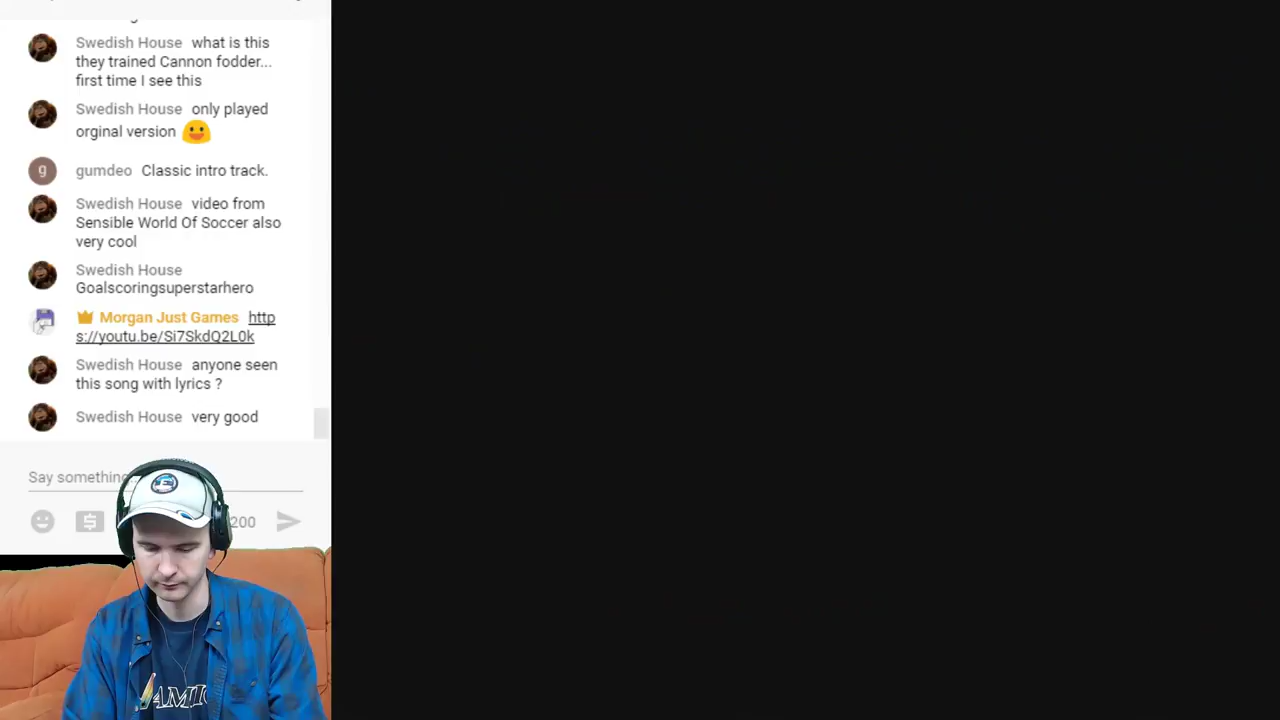 Swedish House what is this
they trained Cannon fodder...
first time I see this
Swedish House only played
orginal version
g gumdeo Classic intro track.
Swedish House video from
Sensible World Of Soccer also
very cool
Swedish House
Goalscoringsuperstarhero
Morgan Just Games http
s://youtu.be/Si7SkdQ2L0k
Swedish House anyone seen
this song with lyrics ?
Swedish House very good
Say something...
200